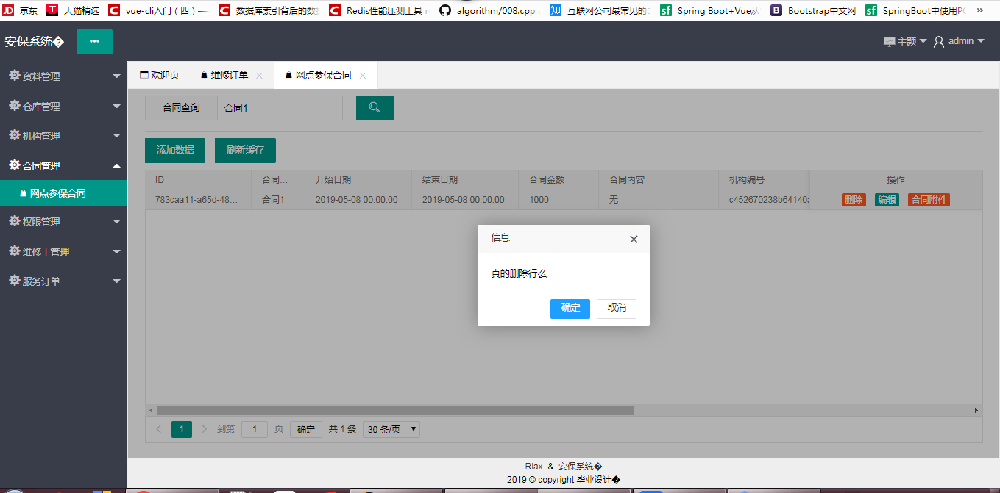 JD 京东 T 天猫精选 C vue-cli入门（四）— C 数据库索引背后的数 C Redis性能压测工具 algorithm/008.cpp 知 互联网公司最常见的 sf Spring Boot+Vue从 B Bootstrap中文网 sf SpringBoot中使用PC »
安保系统� ••• 主题 admin
资料管理
仓库管理
机构管理
合同管理
网点参保合同
权限管理
维修工管理
服务订单
欢迎页 维修订单 × 网点参保合同 ×
合同查询 合同1
添加数据 刷新缓存
ID 合同... 开始日期 结束日期 合同金额 合同内容 机构编号 操作
783caa11-a65d-48... 合同1 2019-05-08 00:00:00 2019-05-08 00:00:00 1000 无 c452670238b64140a 删除 编辑 合同附件
信息
真的删除行么
确定 取消
1 到第 1 页 确定 共 1 条 30 条/页
Rlax & 安保系统�
2019 © copyright 毕业设计�